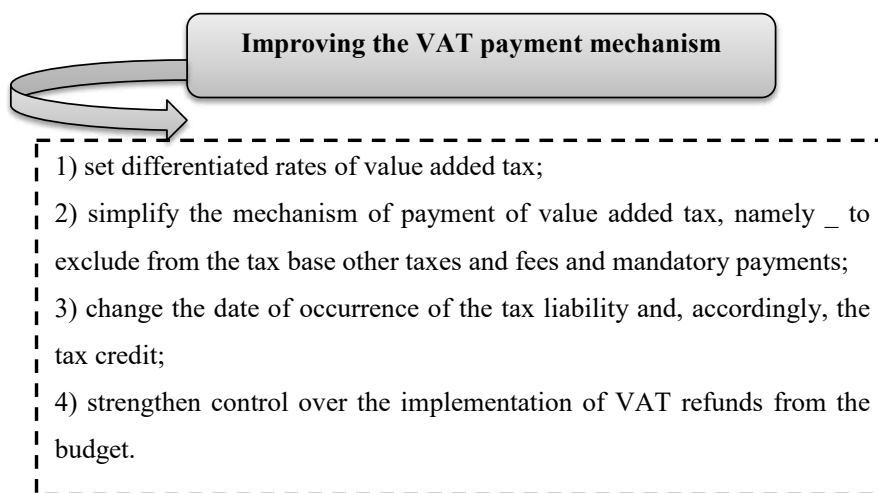 Improving the VAT payment mechanism
1) set differentiated rates of value added tax;
2) simplify the mechanism of payment of value added tax, namely _ to
exclude from the tax base other taxes and fees and mandatory payments;
3) change the date of occurrence of the tax liability and, accordingly, the
tax credit;
4) strengthen control over the implementation of VAT refunds from the
budget.